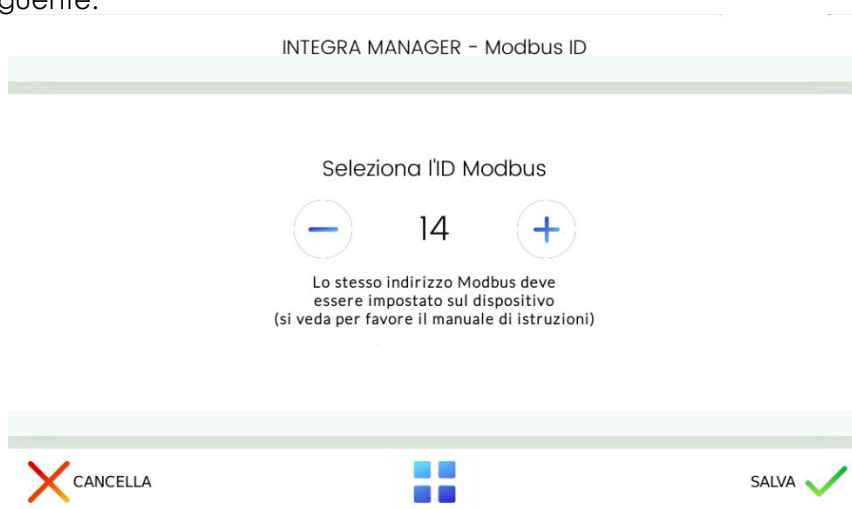 INTEGRA MANAGER - Modbus ID
Seleziona l'ID Modbus
14
Lo stesso indirizzo Modbus deve
essere impostato sul dispositivo
(si veda per favore il manuale di istruzioni)
CANCELLA
SALVA